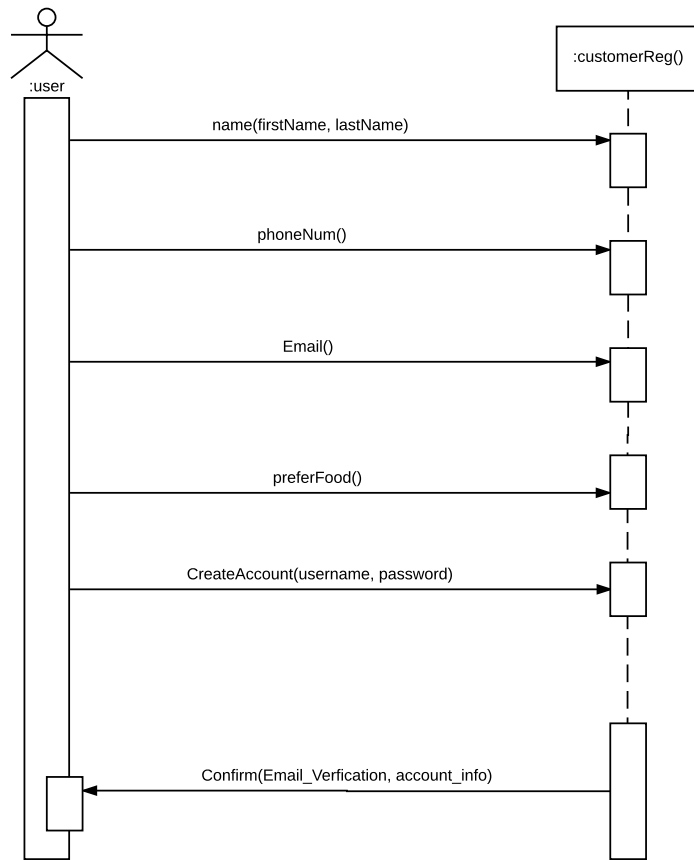 :user
:customerReg()
name(firstName, lastName)
phoneNum()
Email()
preferFood()
CreateAccount(username, password)
Confirm(Email_Verfication, account_info)